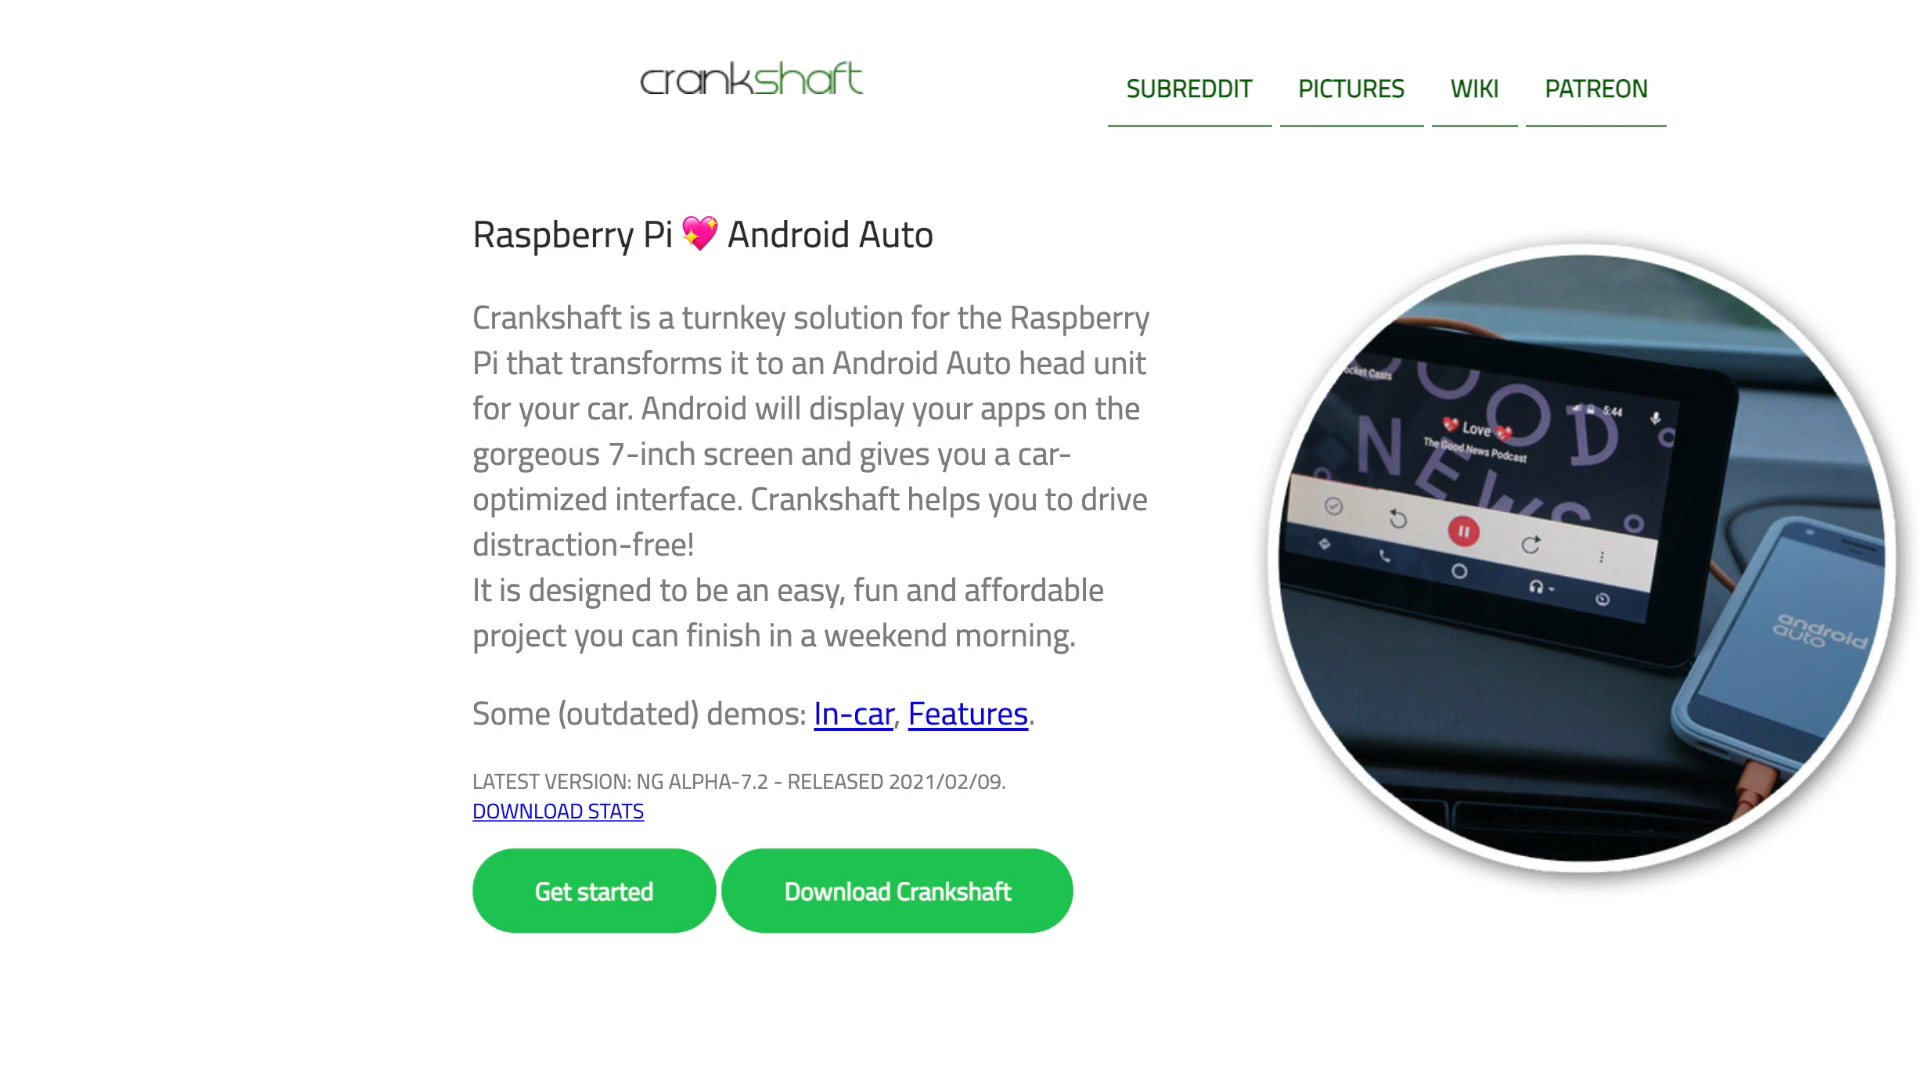 crankshaft
SUBREDDIT PICTURES WIKI PATREON
Raspberry Pi 💖 Android Auto
Crankshaft is a turnkey solution for the Raspberry
Pi that transforms it to an Android Auto head unit
for your car. Android will display your apps on the
gorgeous 7-inch screen and gives you a car-
optimized interface. Crankshaft helps you to drive
distraction-free!
It is designed to be an easy, fun and affordable
project you can finish in a weekend morning.
Some (outdated) demos: In-car, Features.
LATEST VERSION: NG ALPHA-7.2 - RELEASED 2021/02/09.
DOWNLOAD STATS
Get started Download Crankshaft
ocket Casts
5:44
💖 Love 💖
The Good News Podcast
OOD
NEWS
android
auto